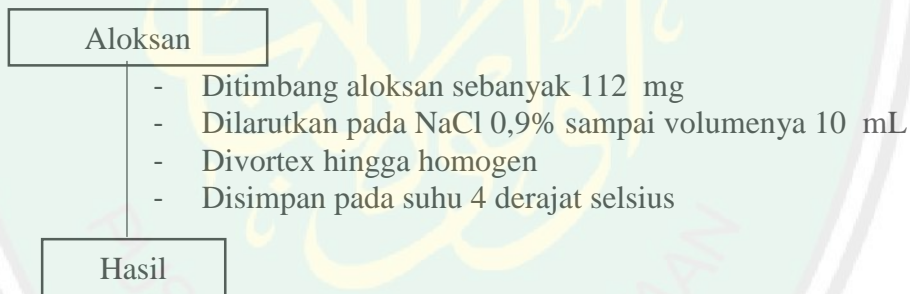 Aloksan
- Ditimbang aloksan sebanyak 112 mg
- Dilarutkan pada NaCl 0,9% sampai volumenya 10 mL
- Divortex hingga homogen
- Disimpan pada suhu 4 derajat selsius
Hasil